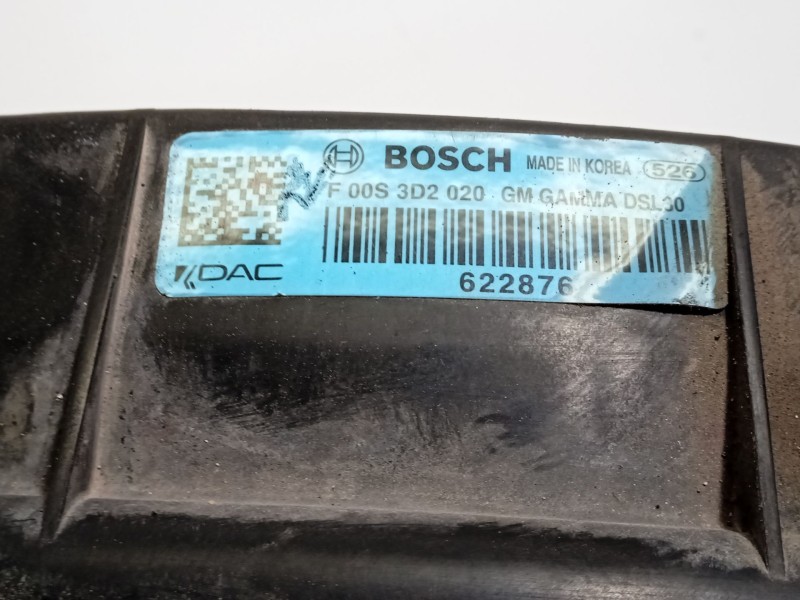 BOSCH MADE IN KOREA 526
F 00S 3D2 020 GM GAMMA DSL30
DAC
622876